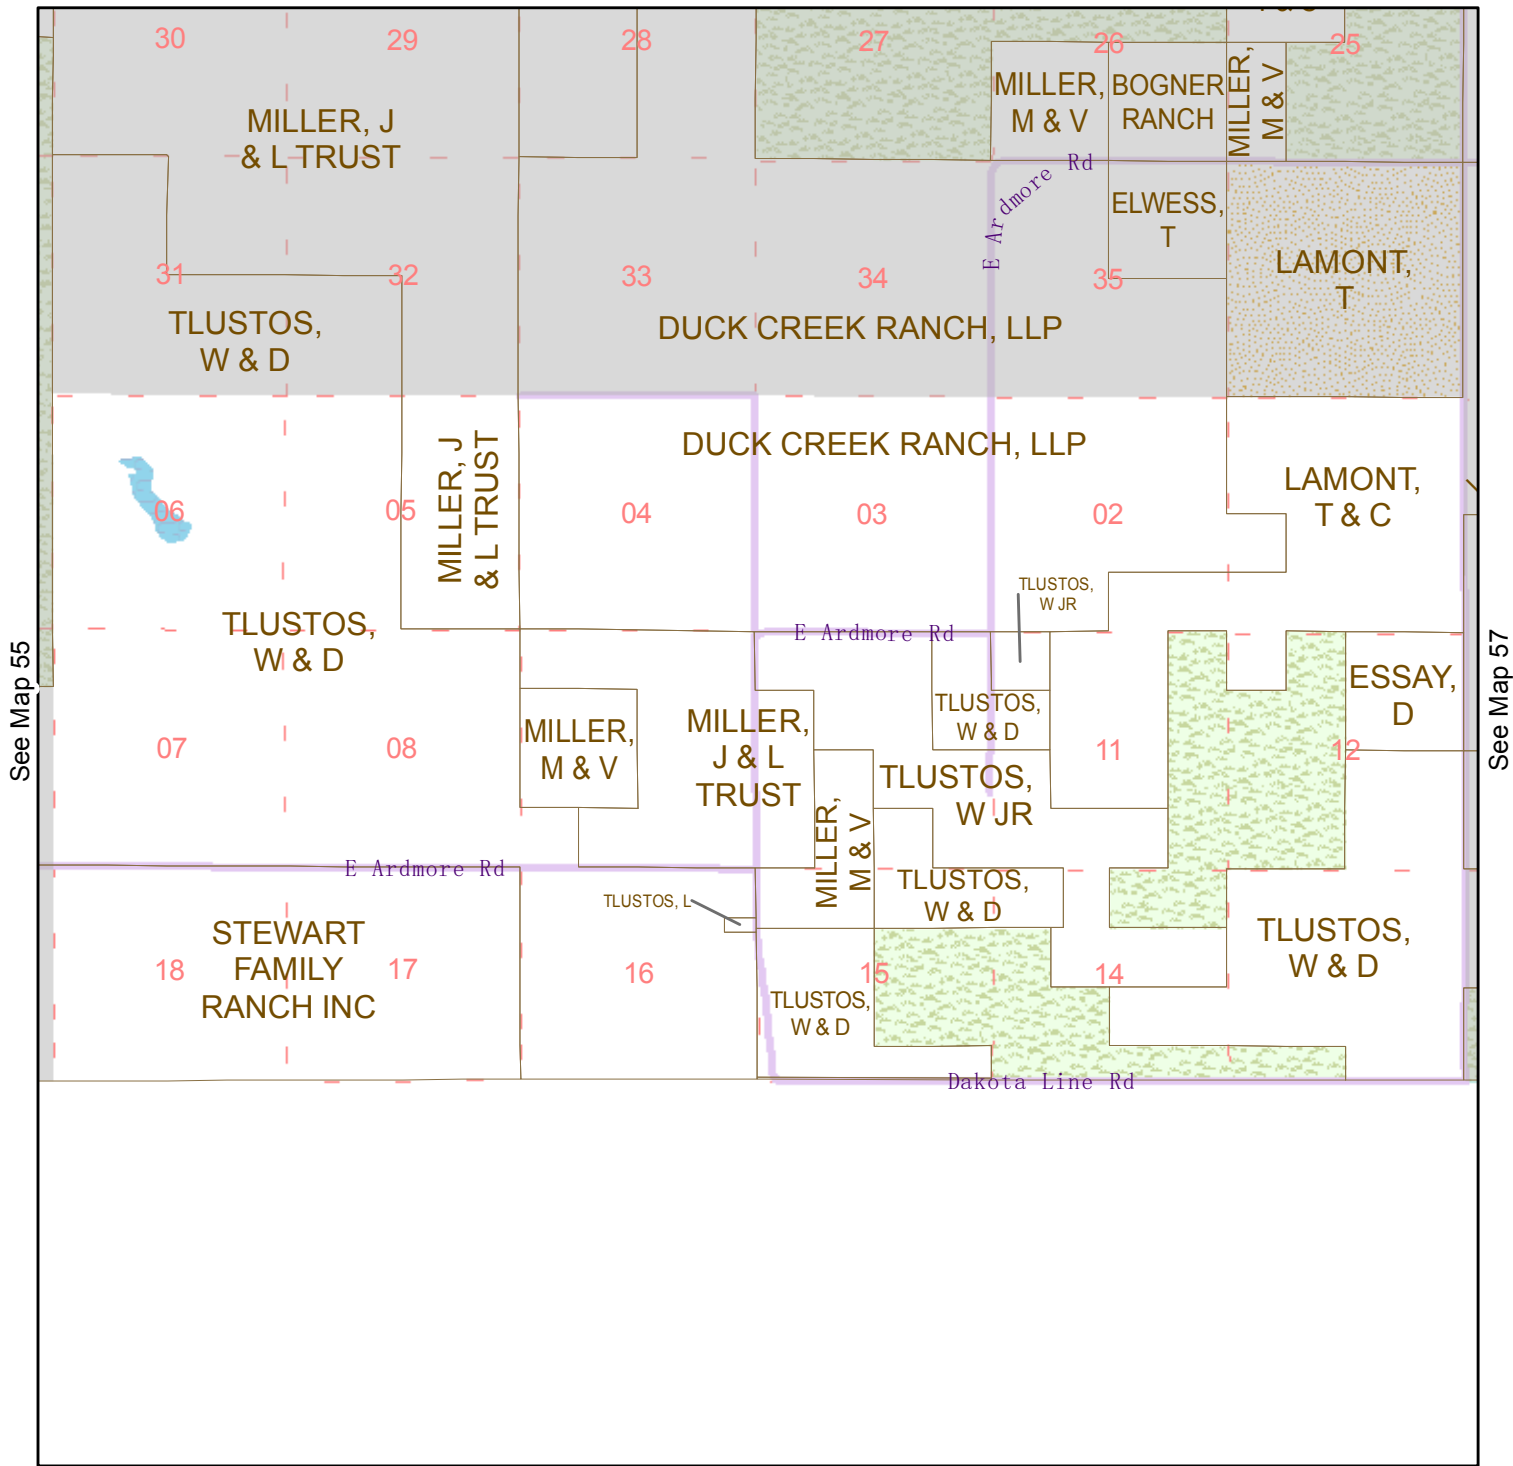 30
29
28
27
26
25
MILLER, J
& L TRUST
MILLER,
M & V
BOGNER
RANCH
MILLER,
M & V
E Ardmore Rd
ELWESS,
T
LAMONT,
T
31
32
33
34
35
TLUSTOS,
W & D
DUCK CREEK RANCH, LLP
DUCK CREEK RANCH, LLP
MILLER, J
& L TRUST
LAMONT,
T & C
06
05
04
03
02
TLUSTOS,
W JR
TLUSTOS,
W & D
E Ardmore Rd
See Map 55
See Map 57
ESSAY,
D
TLUSTOS,
W & D
MILLER,
M & V
MILLER,
J & L
TRUST
07
08
11
12
TLUSTOS,
W JR
MILLER,
M & V
E Ardmore Rd
TLUSTOS,
W & D
TLUSTOS, L
STEWART
FAMILY
RANCH INC
TLUSTOS,
W & D
18
17
16
15
14
TLUSTOS,
W & D
Dakota Line Rd